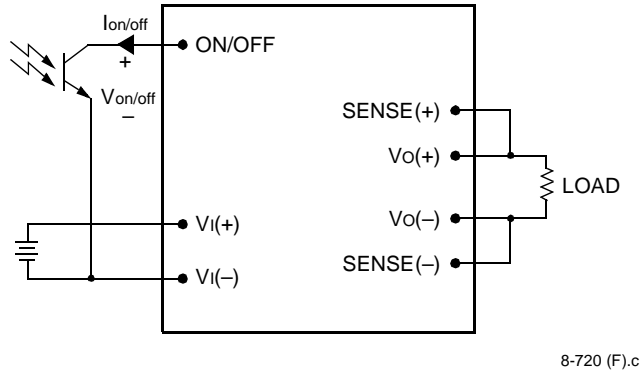 Ion/off
ON/OFF
+
Von/off
–
SENSE(+)
VO(+)
LOAD
VO(–)
SENSE(–)
VI(+)
VI(–)
8-720 (F).c